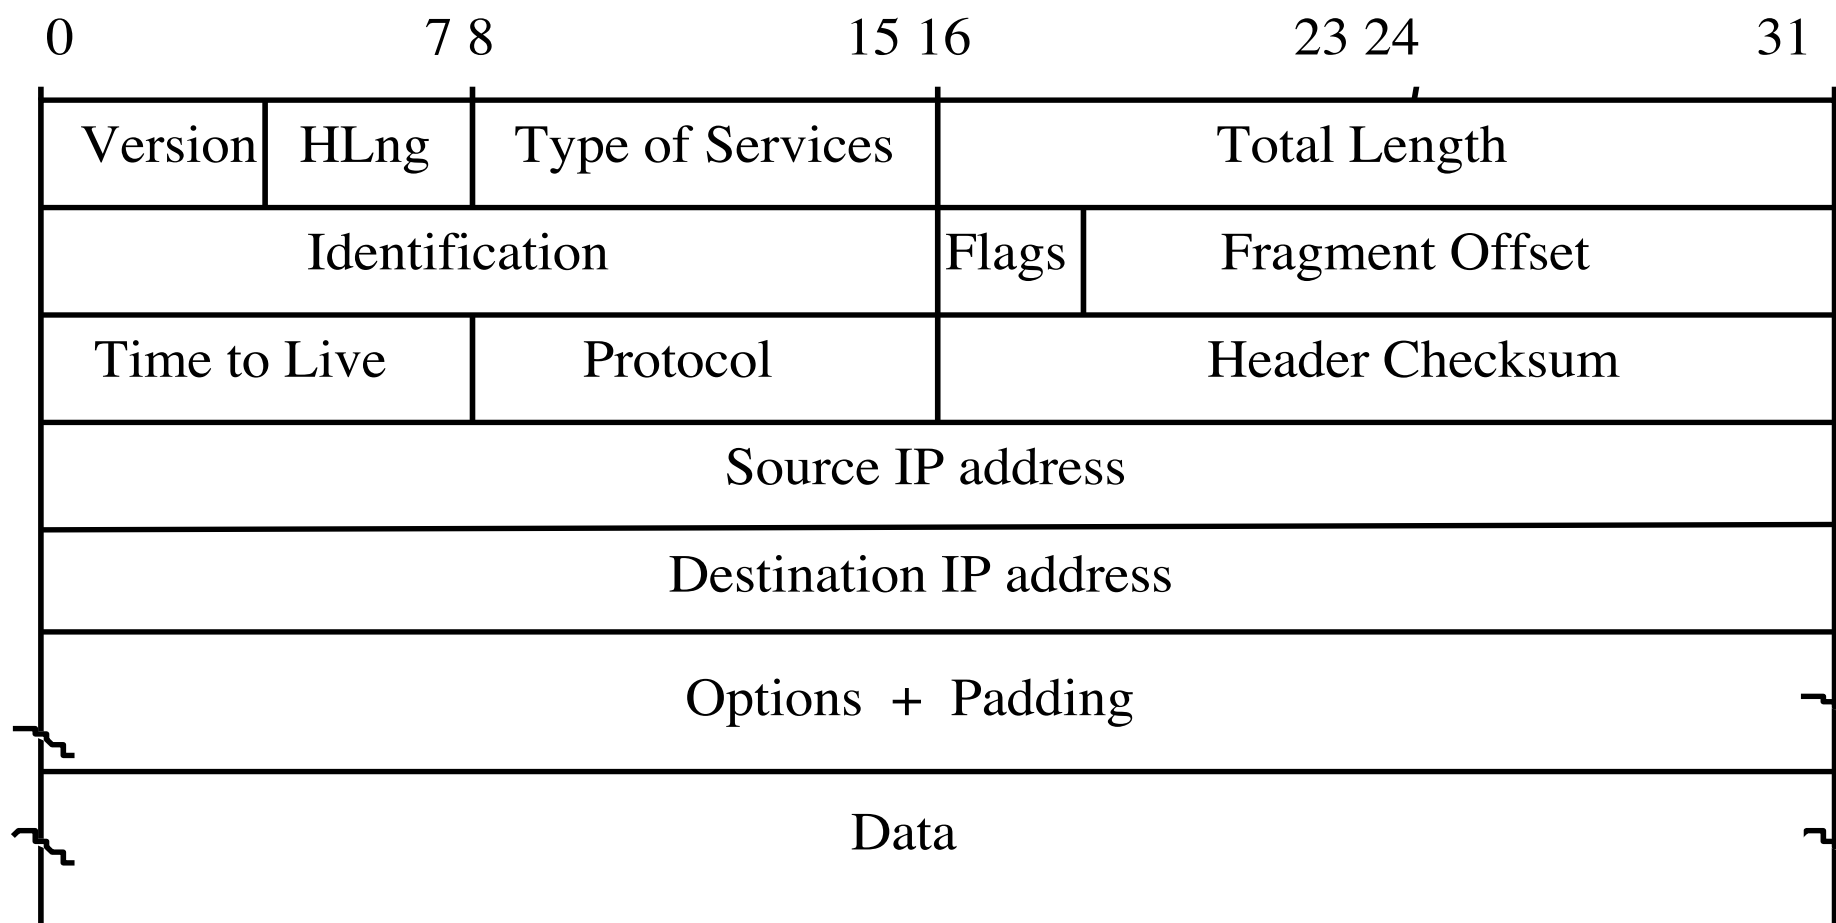 0 7 8 15 16 23 24 31
Version HLng Type of Services Total Length
Identification Flags Fragment Offset
Time to Live Protocol Header Checksum
Source IP address
Destination IP address
Options + Padding
Data